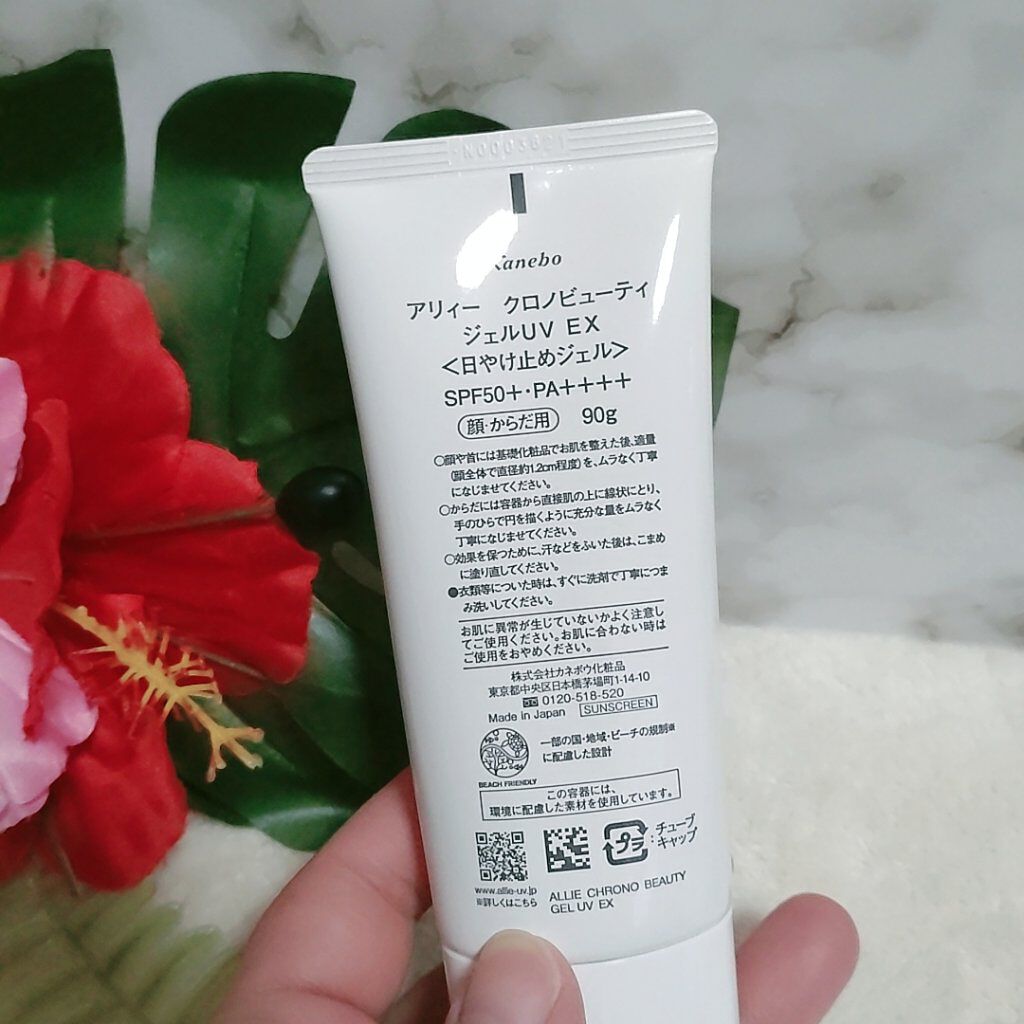 Kanebo
アリィー クロノビューティ
ジェルUV EX
<日やけ止めジェル>
SPF50+・PA++++
顔・からだ用 90g
○顔や首には基礎化粧品でお肌を整えた後、適量
(顔全体で直径約1.2cm程度)を、ムラなく丁寧
になじませてください。
○からだには容器から直接肌の上に線状にとり、
手のひらで円を描くように充分な量をムラなく
丁寧になじませてください。
○効果を保つために、汗などをふいた後は、こまめ
に塗り直してください。
●衣類等についた時は、すぐに洗剤で丁寧につま
み洗いしてください。
お肌に異常が生じていないかよく注意し
てご使用ください。お肌に合わない時は
ご使用をおやめください。
株式会社カネボウ化粧品
東京都中央区日本橋茅場町1-14-10
☎ 0120-518-520
Made in Japan SUNSCREEN
一部の国・地域・ビーチの規制※
に配慮した設計
BEACH FRIENDLY
この容器には、
環境に配慮した素材を使用しています。
プラ : チューブ
キャップ
www.allie-uv.jp
※詳しくはこちら
ALLIE CHRONO BEAUTY
GEL UV EX